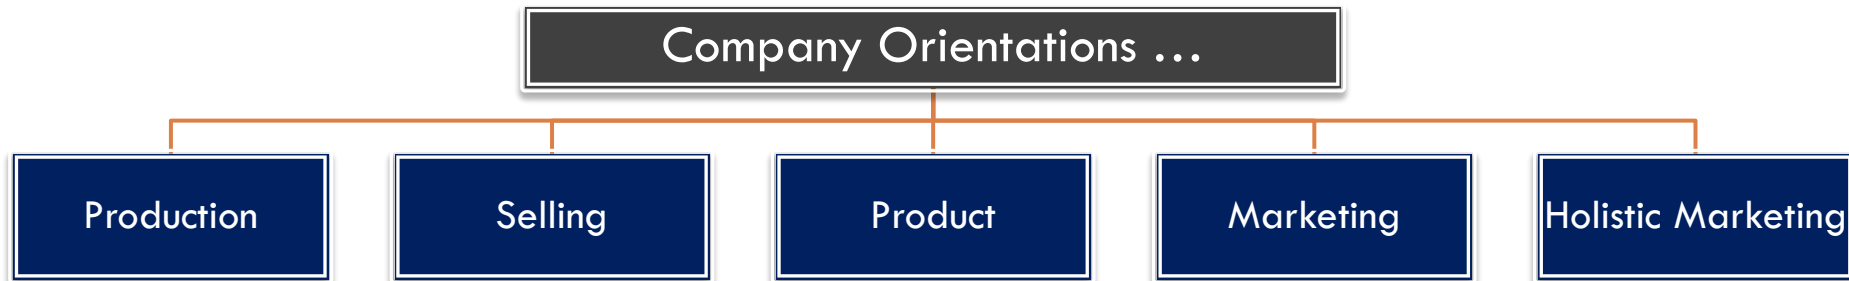 Company Orientations ...
Production
Selling
Product
Marketing
Holistic Marketing